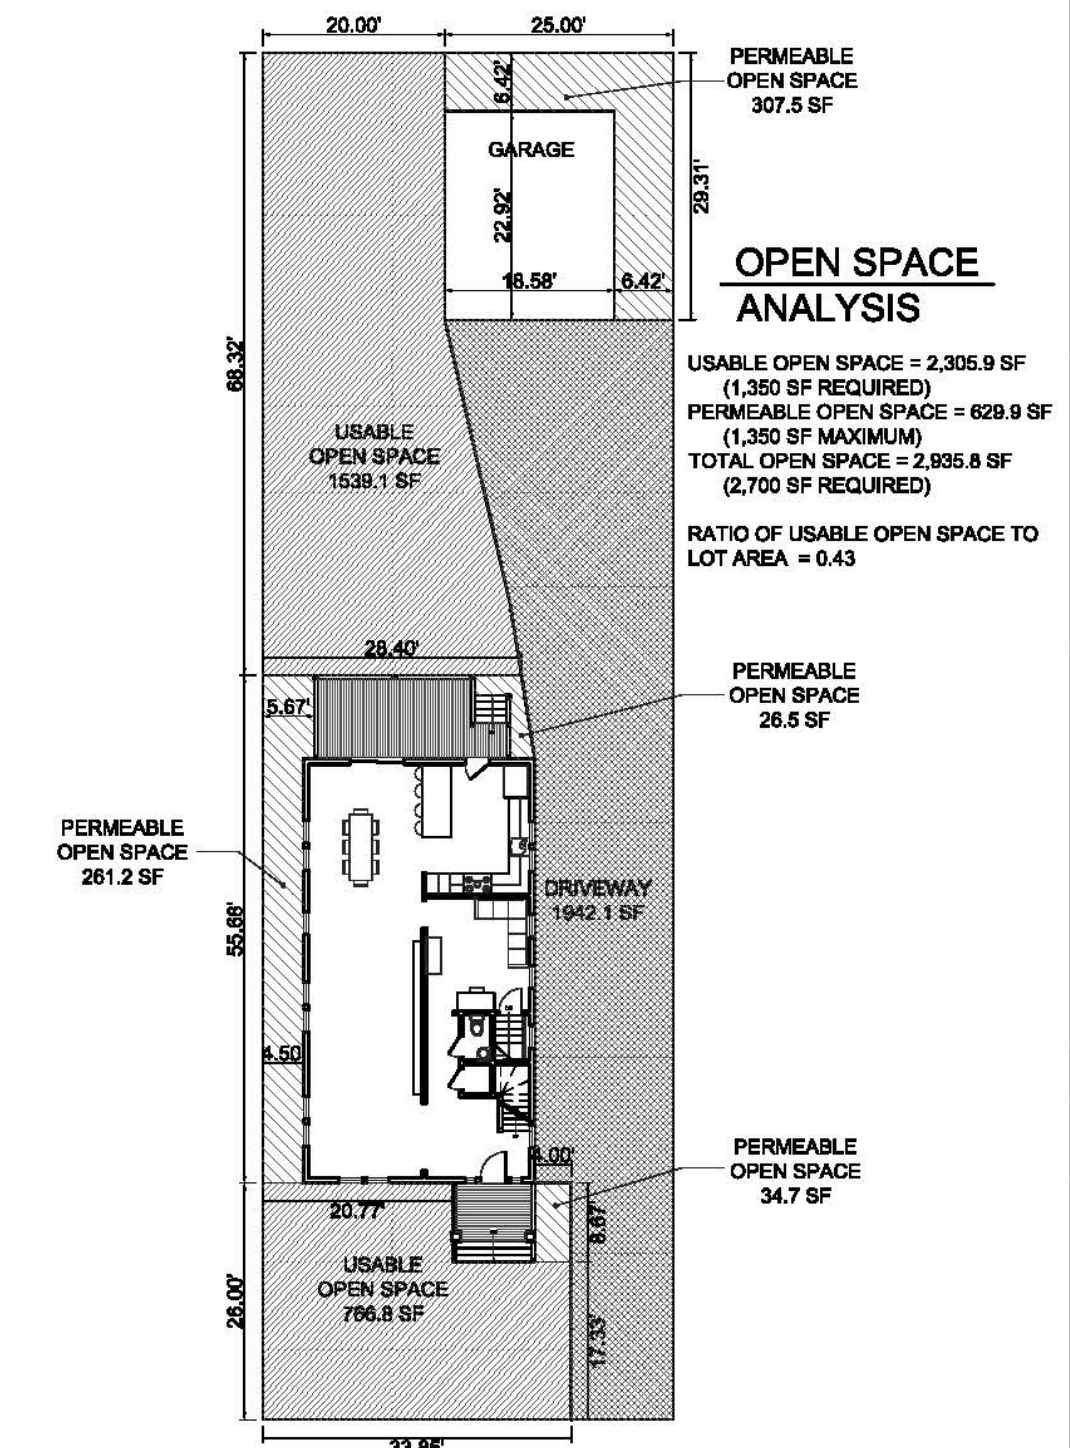 20.00'
25.00'
PERMEABLE
OPEN SPACE
307.5 SF
6.42'
GARAGE
22.92'
29.31'
18.58'
6.42'
OPEN SPACE
ANALYSIS
68.32'
USABLE OPEN SPACE = 2,305.9 SF
(1,350 SF REQUIRED)
PERMEABLE OPEN SPACE = 629.9 SF
(1,350 SF MAXIMUM)
TOTAL OPEN SPACE = 2,935.8 SF
(2,700 SF REQUIRED)
RATIO OF USABLE OPEN SPACE TO
LOT AREA = 0.43
USABLE
OPEN SPACE
1539.1 SF
28.40'
PERMEABLE
OPEN SPACE
26.5 SF
5.67'
PERMEABLE
OPEN SPACE
261.2 SF
DRIVEWAY
1942.1 SF
55.68'
4.50
4.00'
PERMEABLE
OPEN SPACE
34.7 SF
20.77'
8.67'
USABLE
OPEN SPACE
766.8 SF
26.00'
17.33'
33.95'